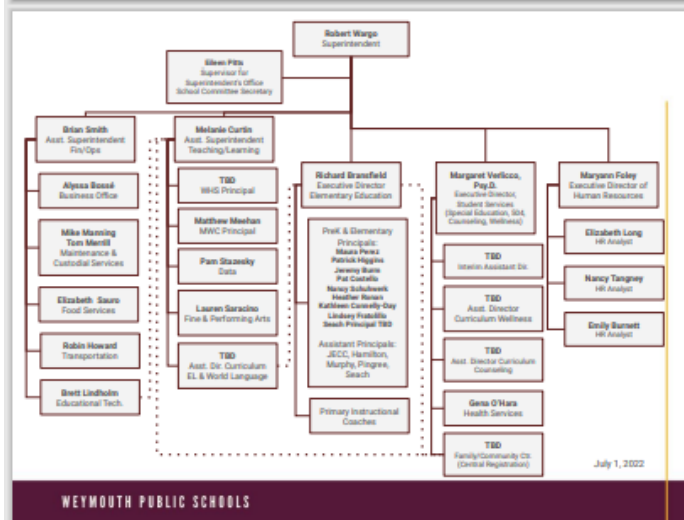 Robert Wargo
Superintendent
Eileen Pitts
Supervisor for
Superintendent's Office
School Committee Secretary
Brian Smith
Asst. Superintendent
Fin/Ops
Alyssa Bossé
Business Office
Mike Manning
Tom Merrill
Maintenance &
Custodial Services
Elizabeth Sauro
Food Services
Robin Howard
Transportation
Brett Lindholm
Educational Tech.
Melanie Curtin
Asst. Superintendent
Teaching/Learning
TBD
WHS Principal
Matthew Meehan
MWC Principal
Pam Stazesky
Data
Lauren Saracino
Fine & Performing Arts
TBD
Asst. Dir. Curriculum
EL & World Language
Richard Bransfield
Executive Director
Elementary Education
PreK & Elementary
Principals:
Maura Perez
Patrick Higgins
Jeremy
Pat Costello
Nancy Schuhwerk
Heather Ronan
Kathleen Connelly-Day
Lindsey Fratolillo
Seach Principal TBD
Assistant Principals:
JECC, Hamilton,
Murphy, Pingree,
Seach
Primary Instructional
Coaches
Margaret Verlicco,
Psy.D.
Executive Director,
Student Services
(Special Education, 504,
Counseling, Wellness)
TBD
Interim Assistant Dir.
TBD
Asst. Director
Curriculum Wellness
TBD
Asst. Director Curriculum
Counseling
Gena O'Hara
Health Services
TBD
Family/Community Ctr.
(Central Registration)
Maryann Foley
Executive Director of
Human Resources
Elizabeth Long
HR Analyst
Nancy Tangney
HR Analyst
Emily Burnett
HR Analyst
July 1, 2022
WEYMOUTH PUBLIC SCHOOLS